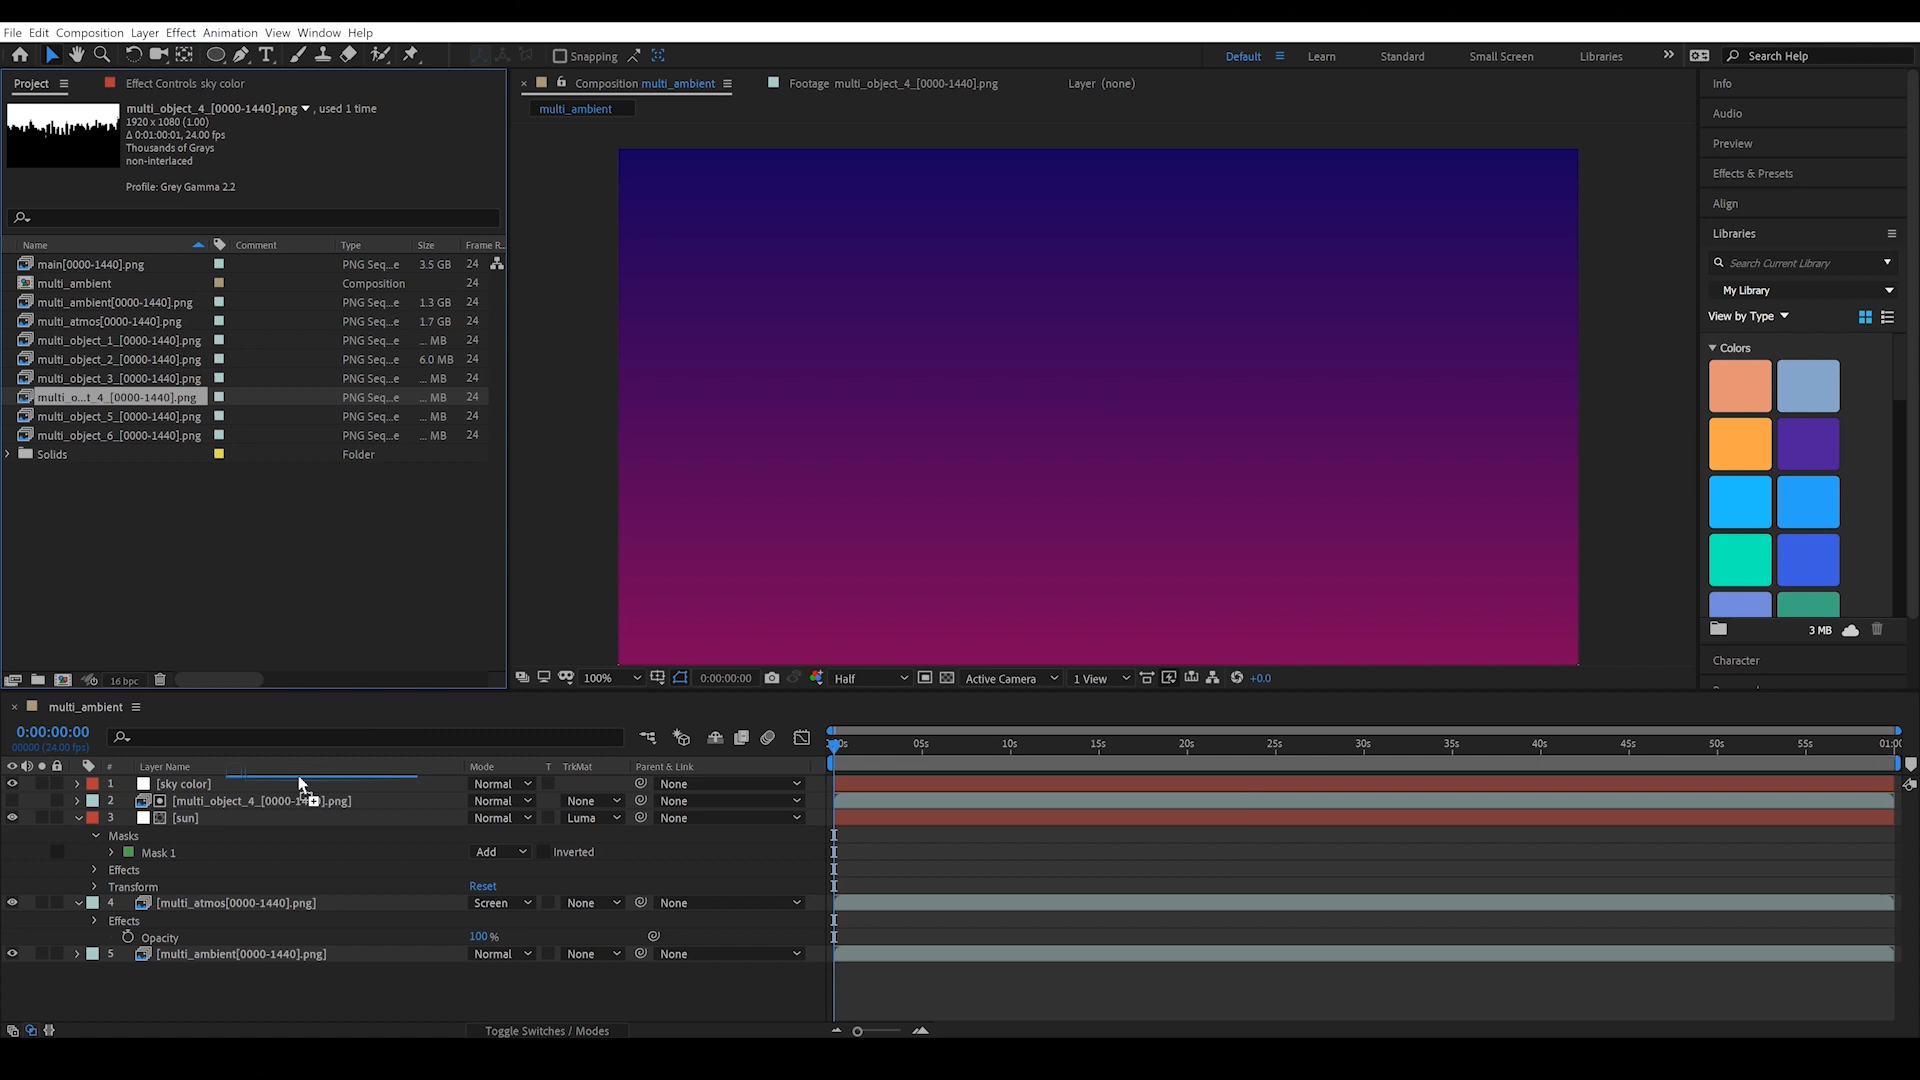 File Edit Composition Layer Effect Animation View Window Help
Snapping
Default
Learn
Standard
Small Screen
Libraries
Search Help
Project
Effect Controls sky color
Composition multi_ambient
Footage multi_object_4_[0000-1440].png
Layer (none)
multi_ambient
multi_object_4_[0000-1440].png , used 1 time
1920 x 1080 (1.00)
Δ 0:01:00:01, 24.00 fps
Thousands of Grays
non-interlaced
Profile: Grey Gamma 2.2
Name Comment Type Size Frame R...
main[0000-1440].png PNG Seq...e 3.5 GB 24
multi_ambient Composition 24
multi_ambient[0000-1440].png PNG Seq...e 1.3 GB 24
multi_atmos[0000-1440].png PNG Seq...e 1.7 GB 24
multi_object_1_[0000-1440].png PNG Seq...e ... MB 24
multi_object_2_[0000-1440].png PNG Seq...e 6.0 MB 24
multi_object_3_[0000-1440].png PNG Seq...e ... MB 24
multi_o...t_4_[0000-1440].png PNG Seq...e ... MB 24
multi_object_5_[0000-1440].png PNG Seq...e ... MB 24
multi_object_6_[0000-1440].png PNG Seq...e ... MB 24
Solids Folder
16 bpc
100% 0:00:00:00 Half Active Camera 1 View +0.0
Info
Audio
Preview
Effects & Presets
Align
Libraries
Search Current Library
My Library
View by Type
Colors
3 MB
Character
multi_ambient
0:00:00:00
00000 (24.00 fps)
05s 10s 15s 20s 25s 30s 35s 40s 45s 50s 55s
# Layer Name Mode T TrkMat Parent & Link
1 [sky color] Normal None
2 [multi_object_4_[0000-1440].png] Normal None None
3 [sun] Normal Luma None
Masks
Mask 1 Add Inverted
Effects
Transform Reset
4 [multi_atmos[0000-1440].png] Screen None None
Effects
Opacity 100 %
5 [multi_ambient[0000-1440].png] Normal None None
Toggle Switches / Modes